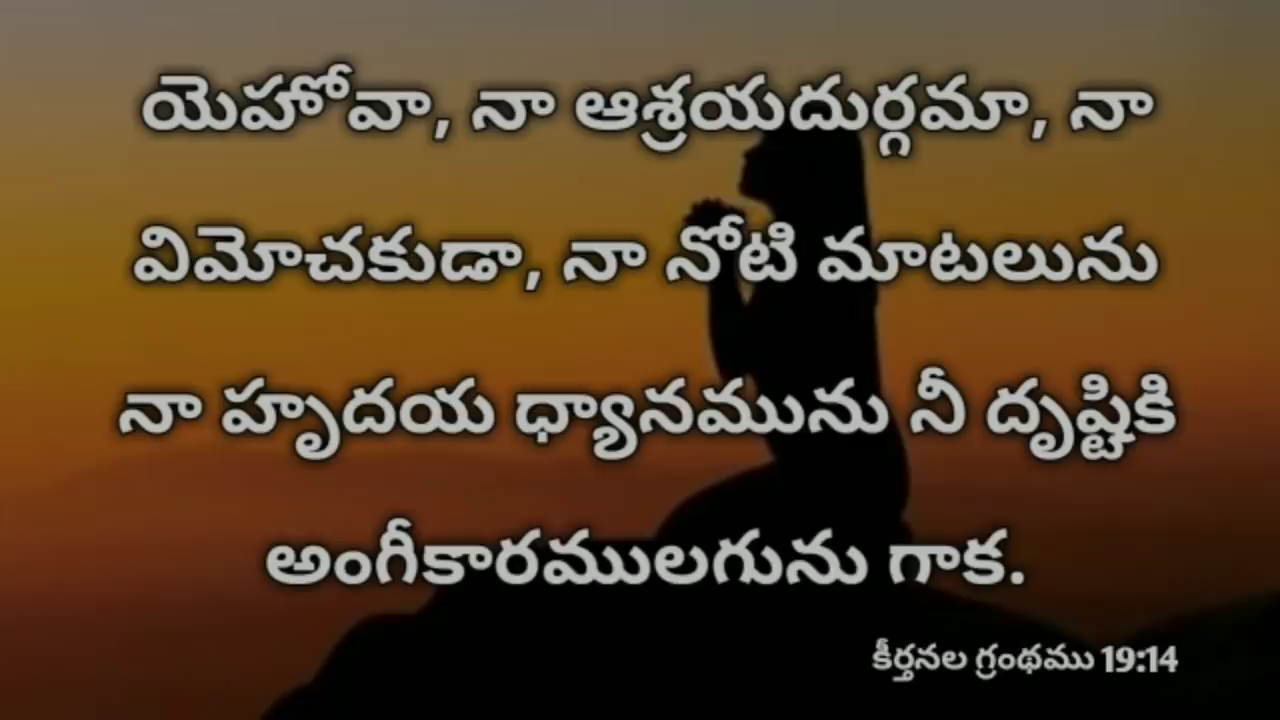 యెహోవా, నా ఆశ్రయదుర్గమా, నా
విమోచకుడా, నా నోటి మాటలును
నా హృదయ ధ్యానమును నీ దృష్టికి
అంగీకారములగును గాక.
కీర్తనల గ్రంథము 19:14